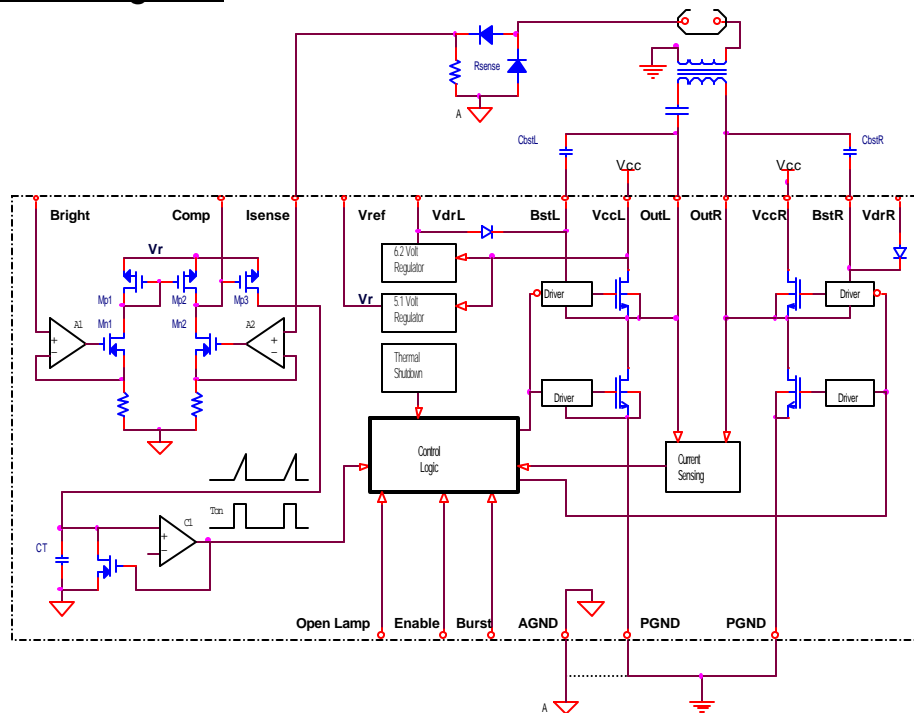 Rsense
A
CbstL
CbstR
Vcc
Vcc
Bright
Comp
Isense
Vref
VdrL
BstL
VccL
OutL
OutR
VccR
BstR
VdrR
Vr
6.2 Volt
Regulator
Mp1
Mp2
Mp3
Vr
5.1 Volt
Regulator
Driver
Driver
A1
Mn1
Mn2
A2
+
−
+
−
Thermal
Shutdown
Driver
Driver
Control
Logic
Current
Sensing
Ton
C1
+
−
CT
Open Lamp
Enable
Burst
AGND
PGND
PGND
A